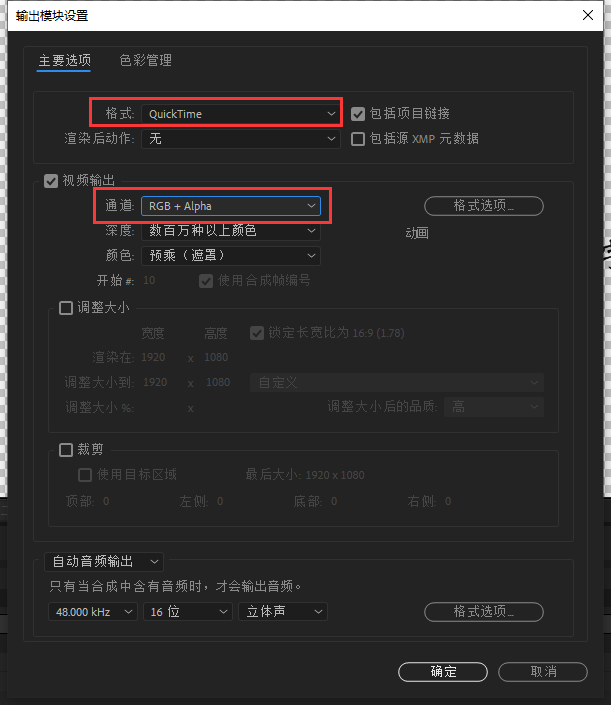 输出模块设置
主要选项 色彩管理
格式: QuickTime 包括项目链接
渲染后动作: 无 包括源 XMP 元数据
视频输出
通道: RGB + Alpha 格式选项...
深度: 数百万种以上颜色 动画
颜色: 预乘（遮罩）
开始 #: 10 使用合成帧编号
调整大小
宽度 高度 锁定长宽比为 16:9 (1.78)
渲染在: 1920 x 1080
调整大小到: 1920 x 1080 自定义
调整大小 %: x 调整大小后的品质: 高
裁剪
使用目标区域 最后大小: 1920 x 1080
顶部: 0 左侧: 0 底部: 0 右侧: 0
自动音频输出
只有当合成中含有音频时，才会输出音频。
48.000 kHz 16 位 立体声 格式选项...
确定 取消